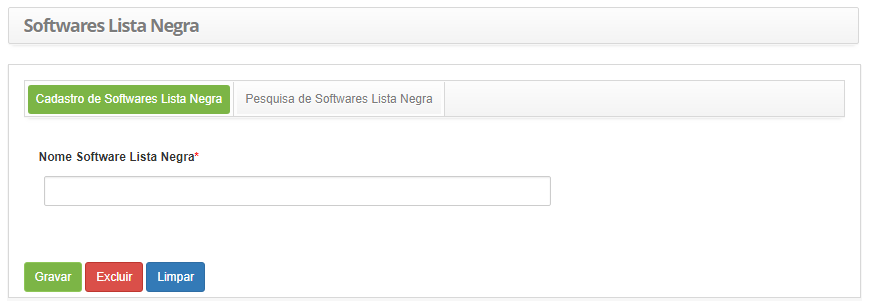 Softwares Lista Negra
Cadastro de Softwares Lista Negra Pesquisa de Softwares Lista Negra
Nome Software Lista Negra*
Gravar Excluir Limpar